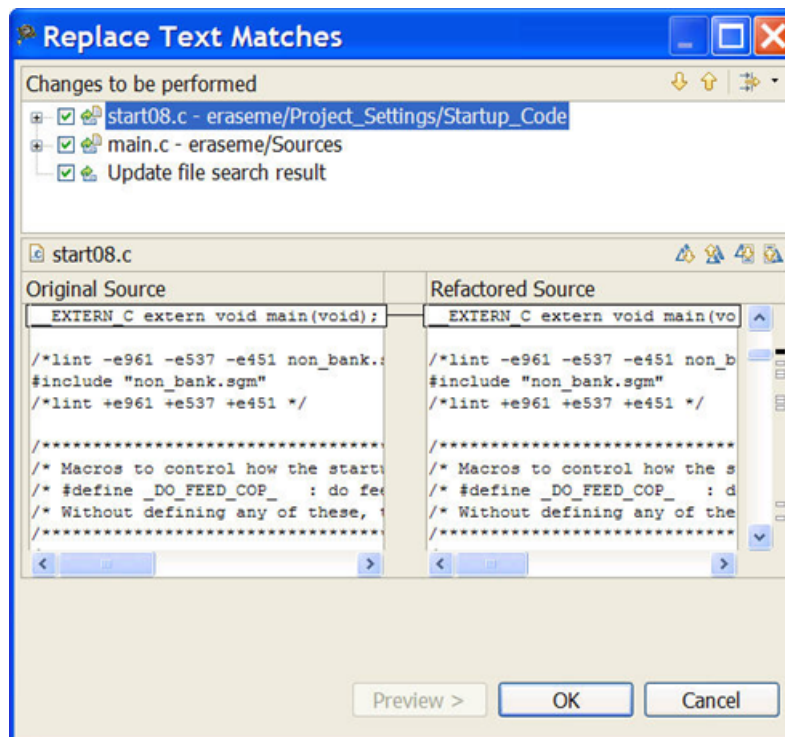 Replace Text Matches
Changes to be performed
start08.c - eraseme/Project_Settings/Startup_Code
main.c - eraseme/Sources
Update file search result
start08.c
Original Source
Refactored Source
__EXTERN_C extern void main(void);
__EXTERN_C extern void main(vo
/*lint -e961 -e537 -e451 non_bank.s
/*lint -e961 -e537 -e451 non_b
#include "non_bank.sgm"
#include "non_bank.sgm"
/*lint +e961 +e537 +e451 */
/*lint +e961 +e537 +e451 */
/**********************************
/*****************************
/* Macros to control how the startu
/* Macros to control how the s
/* #define _DO_FEED_COP_   : do fee
/* #define _DO_FEED_COP_   : d
/* Without defining any of these, t
/* Without defining any of the
/**********************************
/*****************************
Preview >
OK
Cancel